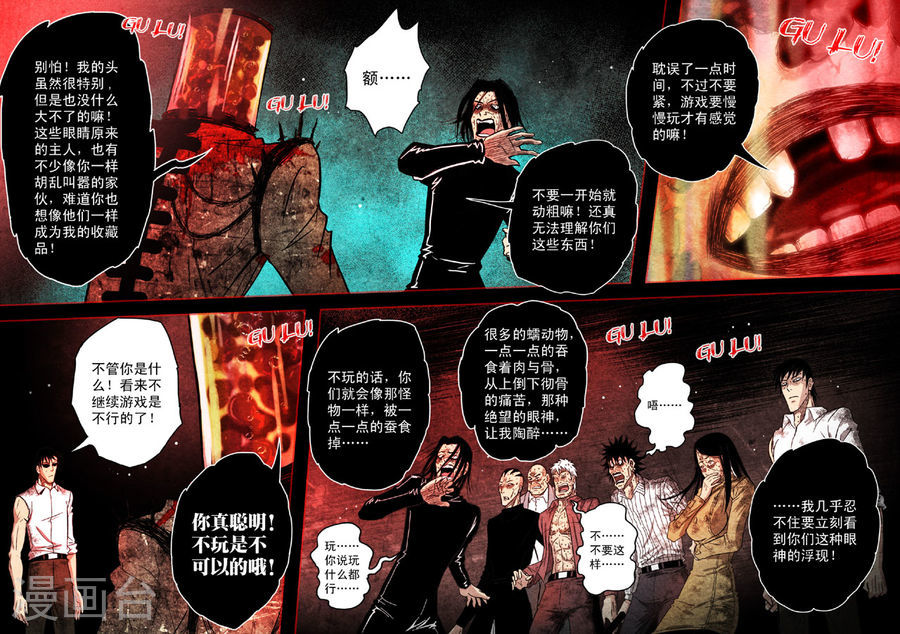 别怕！我的头
虽然很特别，
但是也没什么
大不了的嘛！
这些眼睛原来
的主人，也有
不少像你一样
胡乱叫嚣的家
伙，难道你也
想像他们一样
成为我的收藏
品！
GU LU!
GU LU!
额……
不要一开始就
动粗嘛！还真
无法理解你们
这些东西！
GU LU!
耽误了一点时
间，不过不要
紧，游戏要慢
慢玩才有感觉
的嘛！
GU LU!
不管你是什
么！看来不
继续游戏是
不行的了！
GU LU!
你真聪明！
不玩是不
可以的哦！
不玩的话，你
们就会像那怪
物一样，被一
点一点的蚕食
掉……
很多的蠕动物，
一点一点的吞
食着肉与骨，
从上倒下彻骨
的痛苦，那种
绝望的眼神，
让我陶醉……
GU LU!
GU LU!
唔……
玩……
你说玩
什么都
行……
不……
不要这
样……
……我几乎忍
不住要立刻看
到你们这种眼
神的浮现！
漫画台